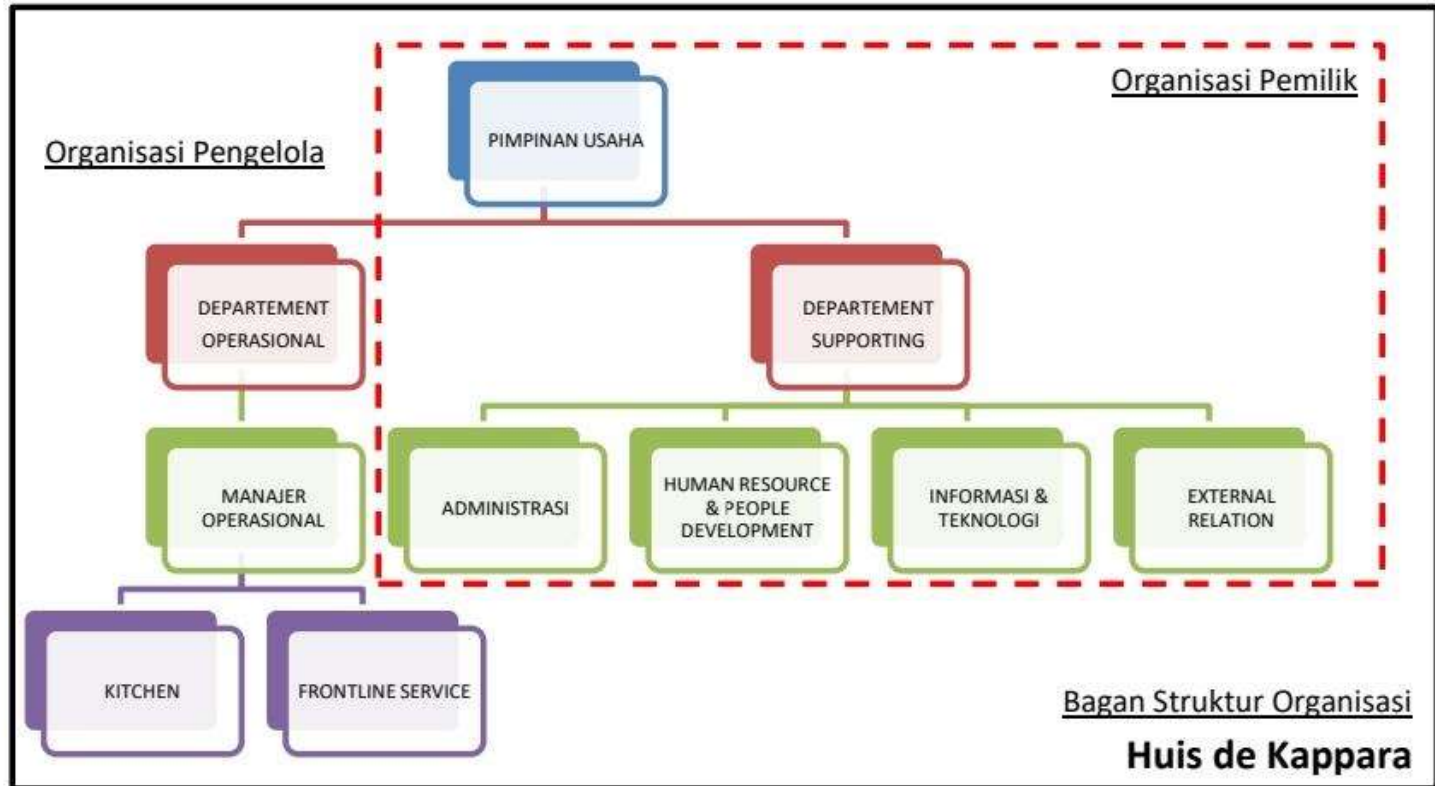 Organisasi Pemilik
PIMPINAN USAHA
Organisasi Pengelola
DEPARTEMENT
OPERASIONAL
DEPARTEMENT
SUPPORTING
MANAJER
OPERASIONAL
ADMINISTRASI
HUMAN RESOURCE
& PEOPLE
DEVELOPMENT
INFORMASI &
TEKNOLOGI
EXTERNAL
RELATION
KITCHEN
FRONTLINE SERVICE
Bagan Struktur Organisasi
Huis de Kappara